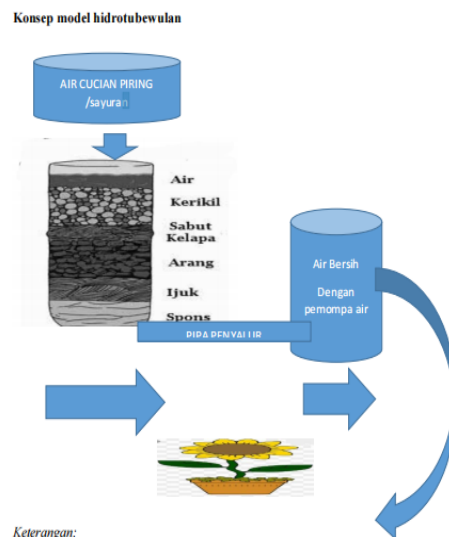 Konsep model hidrotubewulan
AIR CUCIAN PIRING
/sayuran
Air
Kerikil
Sabut
Kelapa
Arang
Ijuk
Spons
Air Bersih
Dengan
pemompa air
PIPA PENYALUR
Keterangan: